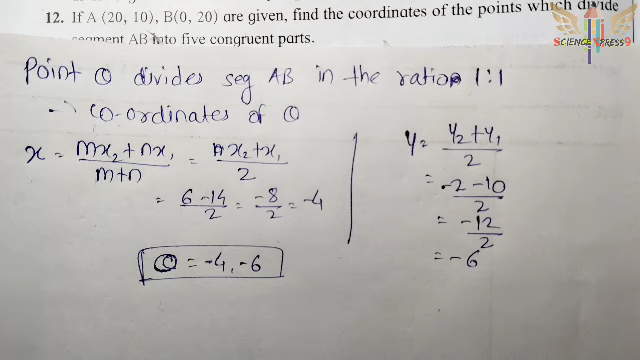 12. If A (20, 10), B(0, 20) are given, find the coordinates of the points which divide
segment AB into five congruent parts.
SCIENCE XPRESS9
Point Q divides seg AB in the ratio 1:1
→ co-ordinates of Q
x = mx₂ + nx₁ / m+n = x₂+x₁ / 2
= 6-14 / 2 = -8 / 2 = -4
Q = -4, -6
y = y₂+y₁ / 2
= -2-10 / 2
= -12 / 2
= -6